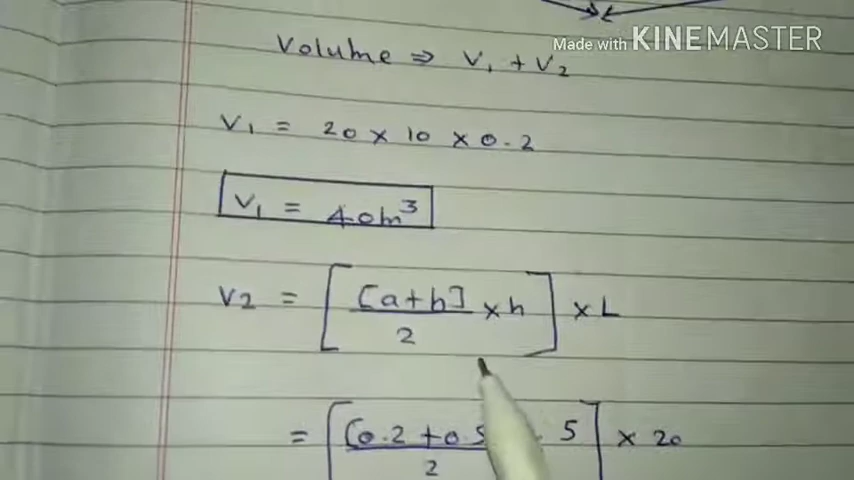 Made with KINEMASTER
Volume ⇒ V₁ + V₂
V₁ = 20 × 10 × 0.2
V₁ = 40m³
V2 = [[a+h]/2 × h] × L
= [[0.2 + 0.5 5]/2] × 20